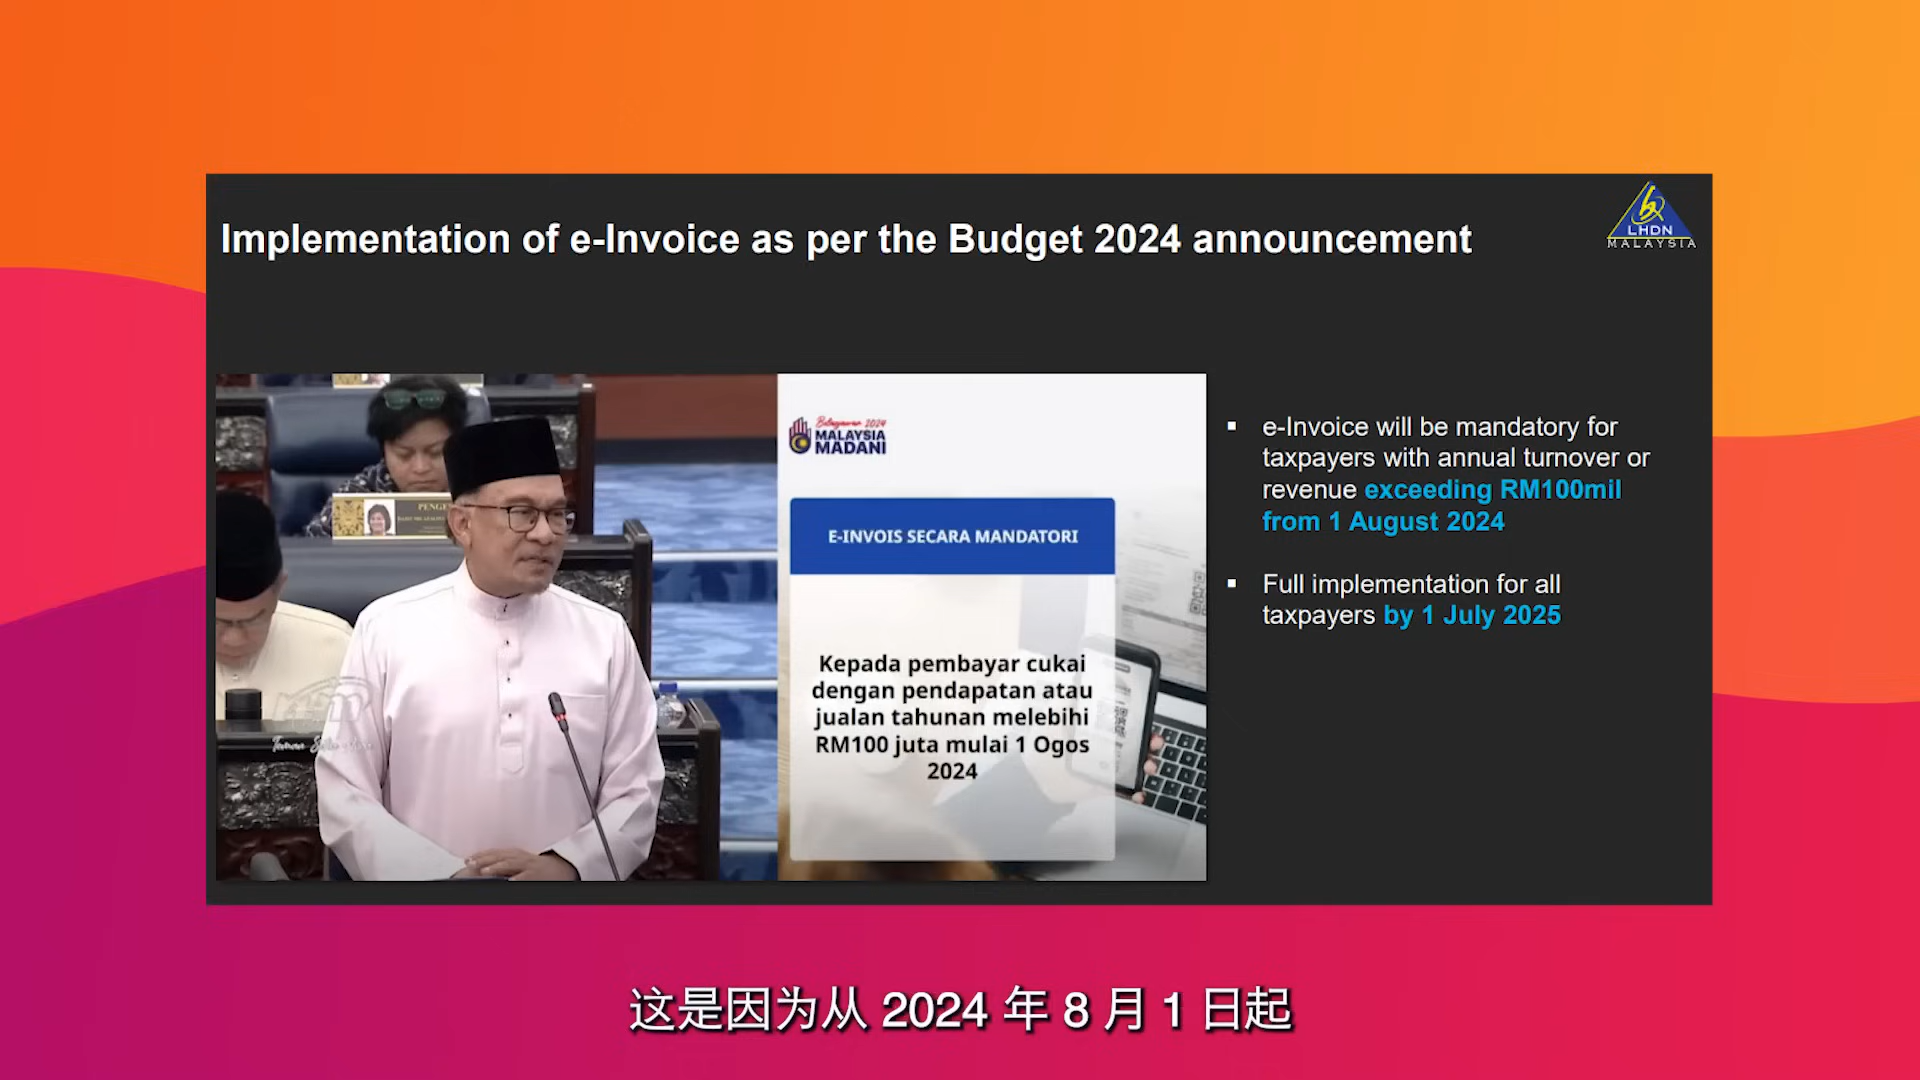 Implementation of e-Invoice as per the Budget 2024 announcement
LHDN
MALAYSIA
Belanjawan 2024
MALAYSIA
MADANI
E-INVOIS SECARA MANDATORI
Kepada pembayar cukai
dengan pendapatan atau
jualan tahunan melebihi
RM100 juta mulai 1 Ogos
2024
e-Invoice will be mandatory for
taxpayers with annual turnover or
revenue exceeding RM100mil
from 1 August 2024
Full implementation for all
taxpayers by 1 July 2025
这是因为从 2024 年 8 月 1 日起